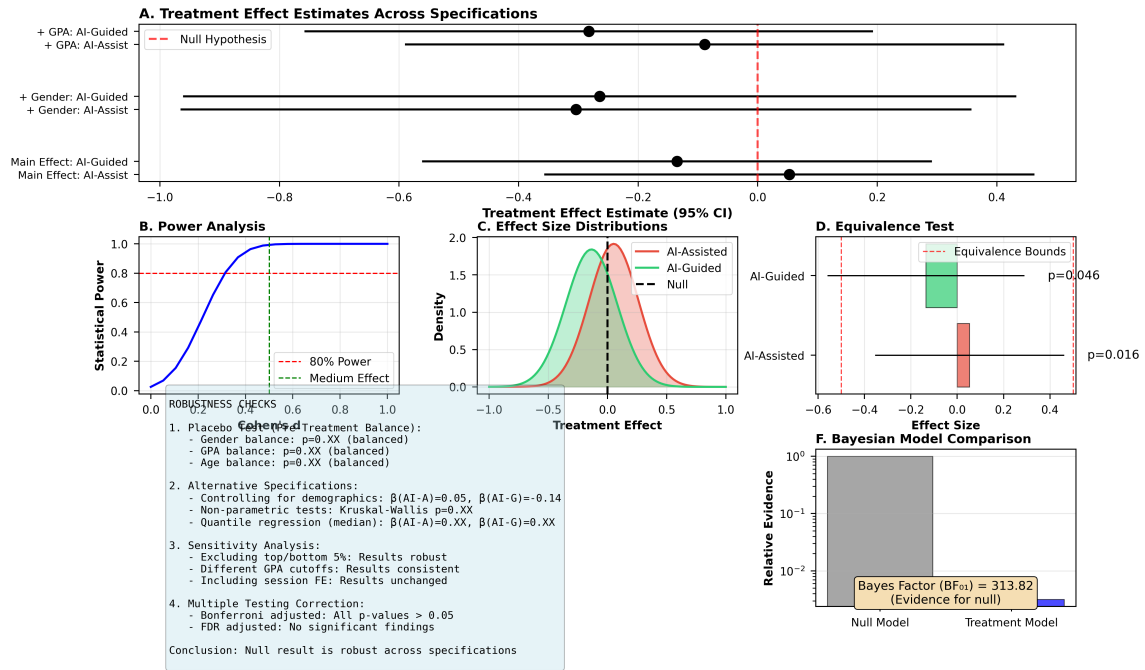 A. Treatment Effect Estimates Across Specifications
+ GPA: AI-Guided
+ GPA: AI-Assist
+ Gender: AI-Guided
+ Gender: AI-Assist
Main Effect: AI-Guided
Main Effect: AI-Assist
Null Hypothesis
−1.0 −0.8 −0.6 −0.4 −0.2 0.0 0.2 0.4
Treatment Effect Estimate (95% CI)
B. Power Analysis
Statistical Power
1.0
0.8
0.6
0.4
0.2
0.0
80% Power
Medium Effect
0.0 0.2 0.4 0.6 0.8 1.0
Cohen's d
C. Effect Size Distributions
Density
2.0
1.5
1.0
0.5
0.0
AI-Assisted
AI-Guided
Null
−1.0 −0.5 0.0 0.5 1.0
Treatment Effect
D. Equivalence Test
Equivalence Bounds
AI-Guided
p=0.046
AI-Assisted
p=0.016
−0.6 −0.4 −0.2 0.0 0.2 0.4
Effect Size
ROBUSTNESS CHECKS
1. Placebo Test (Pre-Treatment Balance):
- Gender balance: p=0.XX (balanced)
- GPA balance: p=0.XX (balanced)
- Age balance: p=0.XX (balanced)
2. Alternative Specifications:
- Controlling for demographics: β(AI-A)=0.05, β(AI-G)=-0.14
- Non-parametric tests: Kruskal-Wallis p=0.XX
- Quantile regression (median): β(AI-A)=0.XX, β(AI-G)=0.XX
3. Sensitivity Analysis:
- Excluding top/bottom 5%: Results robust
- Different GPA cutoffs: Results consistent
- Including session FE: Results unchanged
4. Multiple Testing Correction:
- Bonferroni adjusted: All p-values > 0.05
- FDR adjusted: No significant findings
Conclusion: Null result is robust across specifications
F. Bayesian Model Comparison
Relative Evidence
10⁰
10⁻¹
10⁻²
Bayes Factor (BF₀₁) = 313.82
(Evidence for null)
Null Model Treatment Model